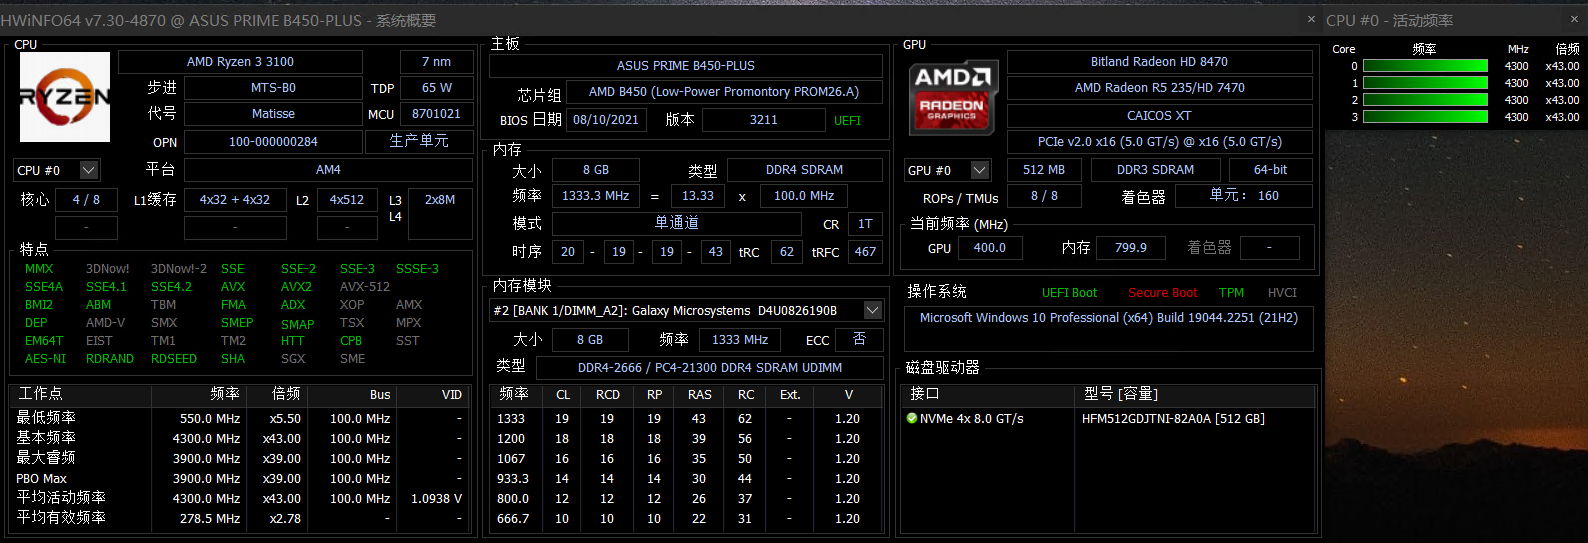 HWiNFO64 v7.30-4870 @ ASUS PRIME B450-PLUS - 系统概要
CPU #0 - 活动频率
CPU
RYZEN
AMD Ryzen 3 3100 7 nm
步进 MTS-B0 TDP 65 W
代号 Matisse MCU 8701021
OPN 100-000000284 生产单元
CPU #0 平台 AM4
核心 4 / 8 L1缓存 4x32 + 4x32 L2 4x512 L3 2x8M
- - - L4
特点
MMX 3DNow! 3DNow!-2 SSE SSE-2 SSE-3 SSSE-3
SSE4A SSE4.1 SSE4.2 AVX AVX2 AVX-512
BMI2 ABM TBM FMA ADX XOP AMX
DEP AMD-V SMX SMEP SMAP TSX MPX
EM64T EIST TM1 TM2 HTT CPB SST
AES-NI RDRAND RDSEED SHA SGX SME
工作点 频率 倍频 Bus VID
最低频率 550.0 MHz x5.50 100.0 MHz -
基本频率 4300.0 MHz x43.00 100.0 MHz -
最大睿频 3900.0 MHz x39.00 100.0 MHz -
PBO Max 3900.0 MHz x39.00 100.0 MHz -
平均活动频率 4300.0 MHz x43.00 100.0 MHz 1.0938 V
平均有效频率 278.5 MHz x2.78 - -
主板
ASUS PRIME B450-PLUS
芯片组 AMD B450 (Low-Power Promontory PROM26.A)
BIOS 日期 08/10/2021 版本 3211 UEFI
内存
大小 8 GB 类型 DDR4 SDRAM
频率 1333.3 MHz = 13.33 x 100.0 MHz
模式 单通道 CR 1T
时序 20 - 19 - 19 - 43 tRC 62 tRFC 467
内存模块
#2 [BANK 1/DIMM_A2]: Galaxy Microsystems D4U0826190B
大小 8 GB 频率 1333 MHz ECC 否
类型 DDR4-2666 / PC4-21300 DDR4 SDRAM UDIMM
频率 CL RCD RP RAS RC Ext. V
1333 19 19 19 43 62 - 1.20
1200 18 18 18 39 56 - 1.20
1067 16 16 16 35 50 - 1.20
933.3 14 14 14 30 44 - 1.20
800.0 12 12 12 26 37 - 1.20
666.7 10 10 10 22 31 - 1.20
GPU
AMD
RADEON
GRAPHICS
Bitland Radeon HD 8470
AMD Radeon R5 235/HD 7470
CAICOS XT
PCIe v2.0 x16 (5.0 GT/s) @ x16 (5.0 GT/s)
GPU #0 512 MB DDR3 SDRAM 64-bit
ROPs / TMUs 8 / 8 着色器 单元: 160
当前频率 (MHz)
GPU 400.0 内存 799.9 着色器 -
操作系统 UEFI Boot Secure Boot TPM HVCI
Microsoft Windows 10 Professional (x64) Build 19044.2251 (21H2)
磁盘驱动器
接口 型号 [容量]
NVMe 4x 8.0 GT/s HFM512GDJTNI-82A0A [512 GB]
Core 频率 MHz 倍频
0 4300 x43.00
1 4300 x43.00
2 4300 x43.00
3 4300 x43.00